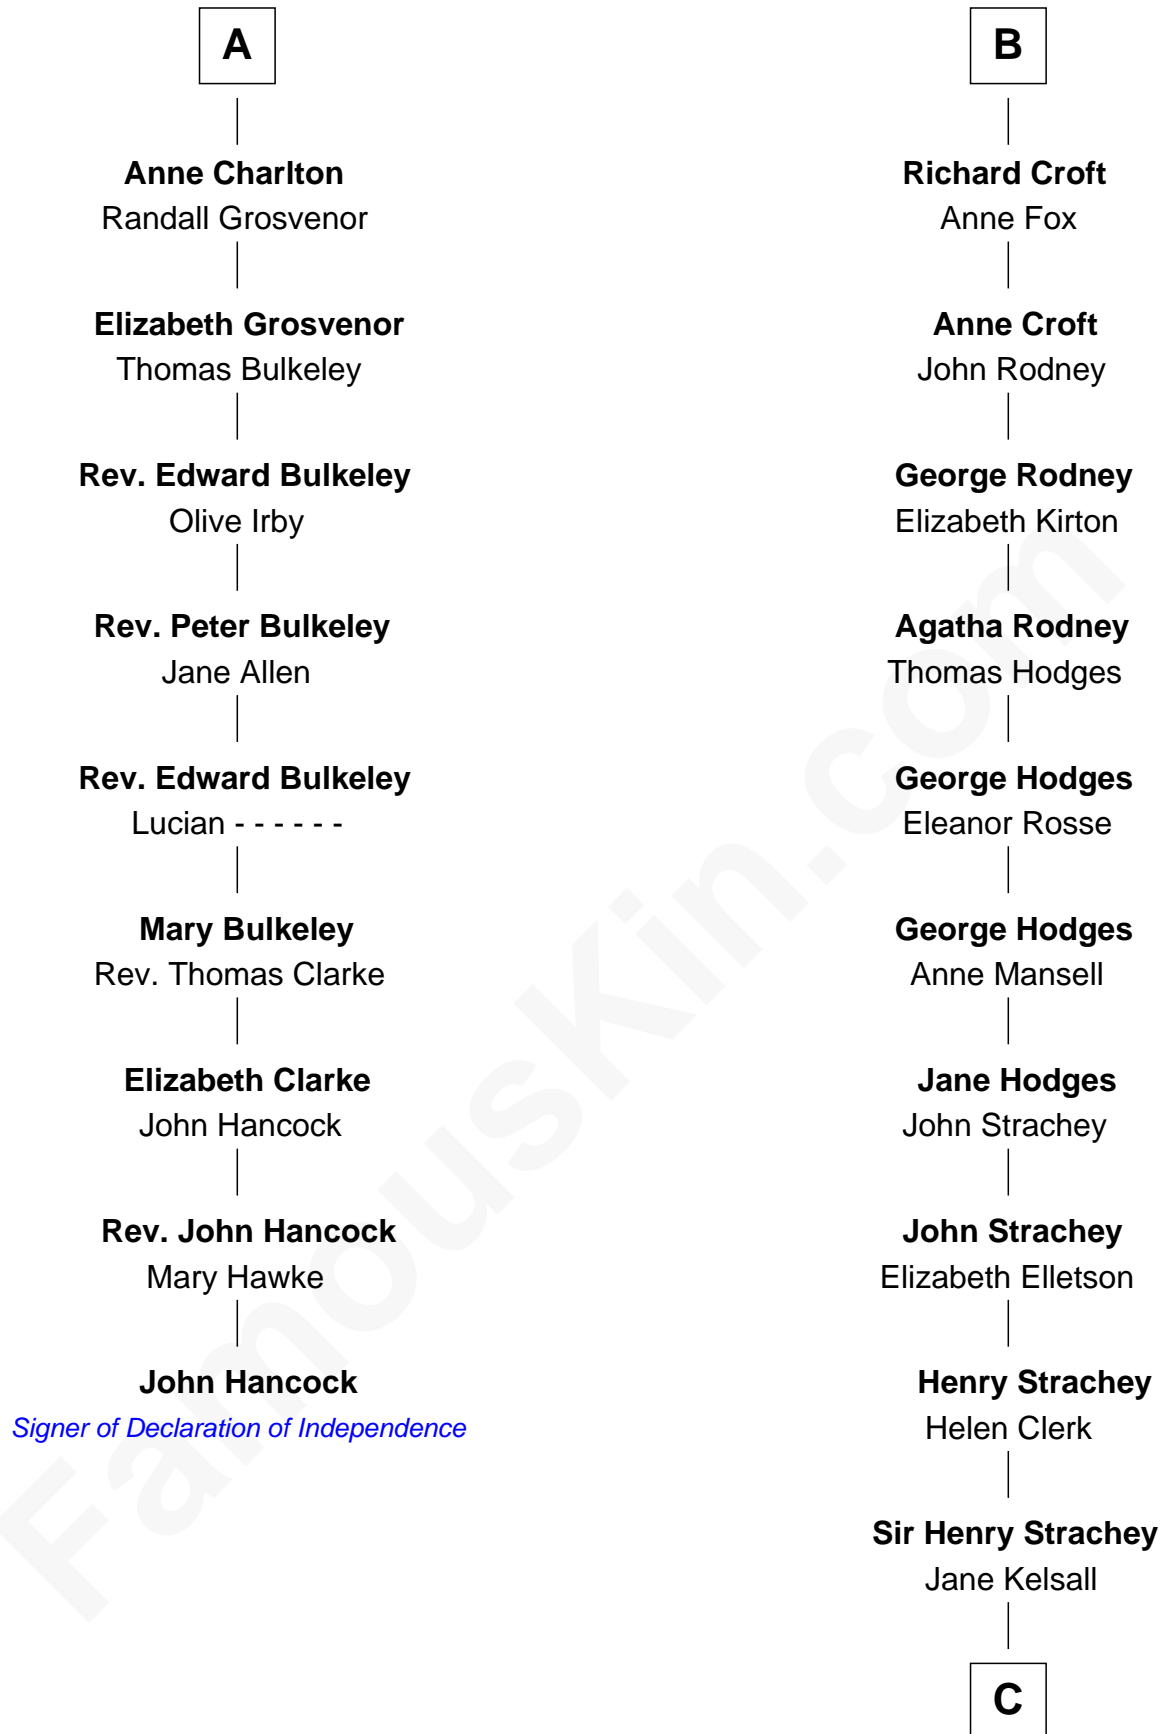 A
Anne Charlton
Randall Grosvenor
Elizabeth Grosvenor
Thomas Bulkeley
Rev. Edward Bulkeley
Olive Irby
Rev. Peter Bulkeley
Jane Allen
Rev. Edward Bulkeley
Lucian - - - - - -
Mary Bulkeley
Rev. Thomas Clarke
Elizabeth Clarke
John Hancock
Rev. John Hancock
Mary Hawke
John Hancock
Signer of Declaration of Independence
B
Richard Croft
Anne Fox
Anne Croft
John Rodney
George Rodney
Elizabeth Kirton
Agatha Rodney
Thomas Hodges
George Hodges
Eleanor Rosse
George Hodges
Anne Mansell
Jane Hodges
John Strachey
John Strachey
Elizabeth Elletson
Henry Strachey
Helen Clerk
Sir Henry Strachey
Jane Kelsall
C
FamousKin.com